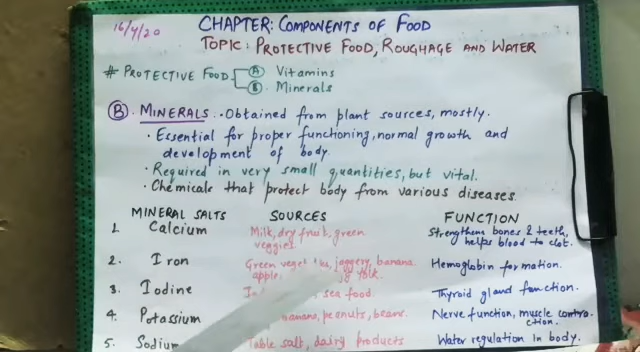 16/4/20
CHAPTER: COMPONENTS OF FOOD
TOPIC: PROTECTIVE FOOD, ROUGHAGE AND WATER
# PROTECTIVE FOOD
A Vitamins
B Minerals
B. MINERALS: • Obtained from plant sources, mostly.
• Essential for proper functioning, normal growth and
development of body.
• Required in very small quantities, but vital.
• Chemicals that protect body from various diseases.
MINERAL SALTS SOURCES FUNCTION
1. Calcium Milk, dry fruit, green
veggies
Strengthens bones & teeth,
helps blood to clot.
2. Iron Green jaggery, banana
apple, yolk.
Hemoglobin formation.
3. Iodine sea food. Thyroid gland function.
4. Potassium banana, peanuts, beans. Nerve function, muscle contra-
ction.
5. Sodium Table salt, dairy products Water regulation in body.